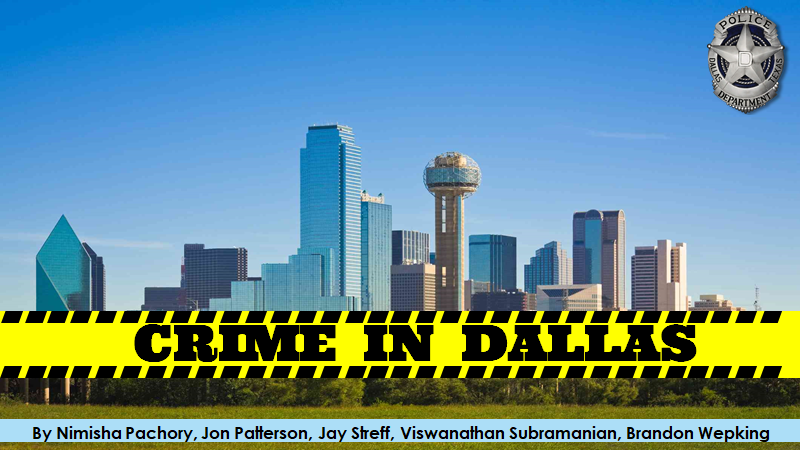 POLICE
D
DALLAS TEXAS
DEPARTMENT
CRIME IN DALLAS
By Nimisha Pachory, Jon Patterson, Jay Streff, Viswanathan Subramanian, Brandon Wepking